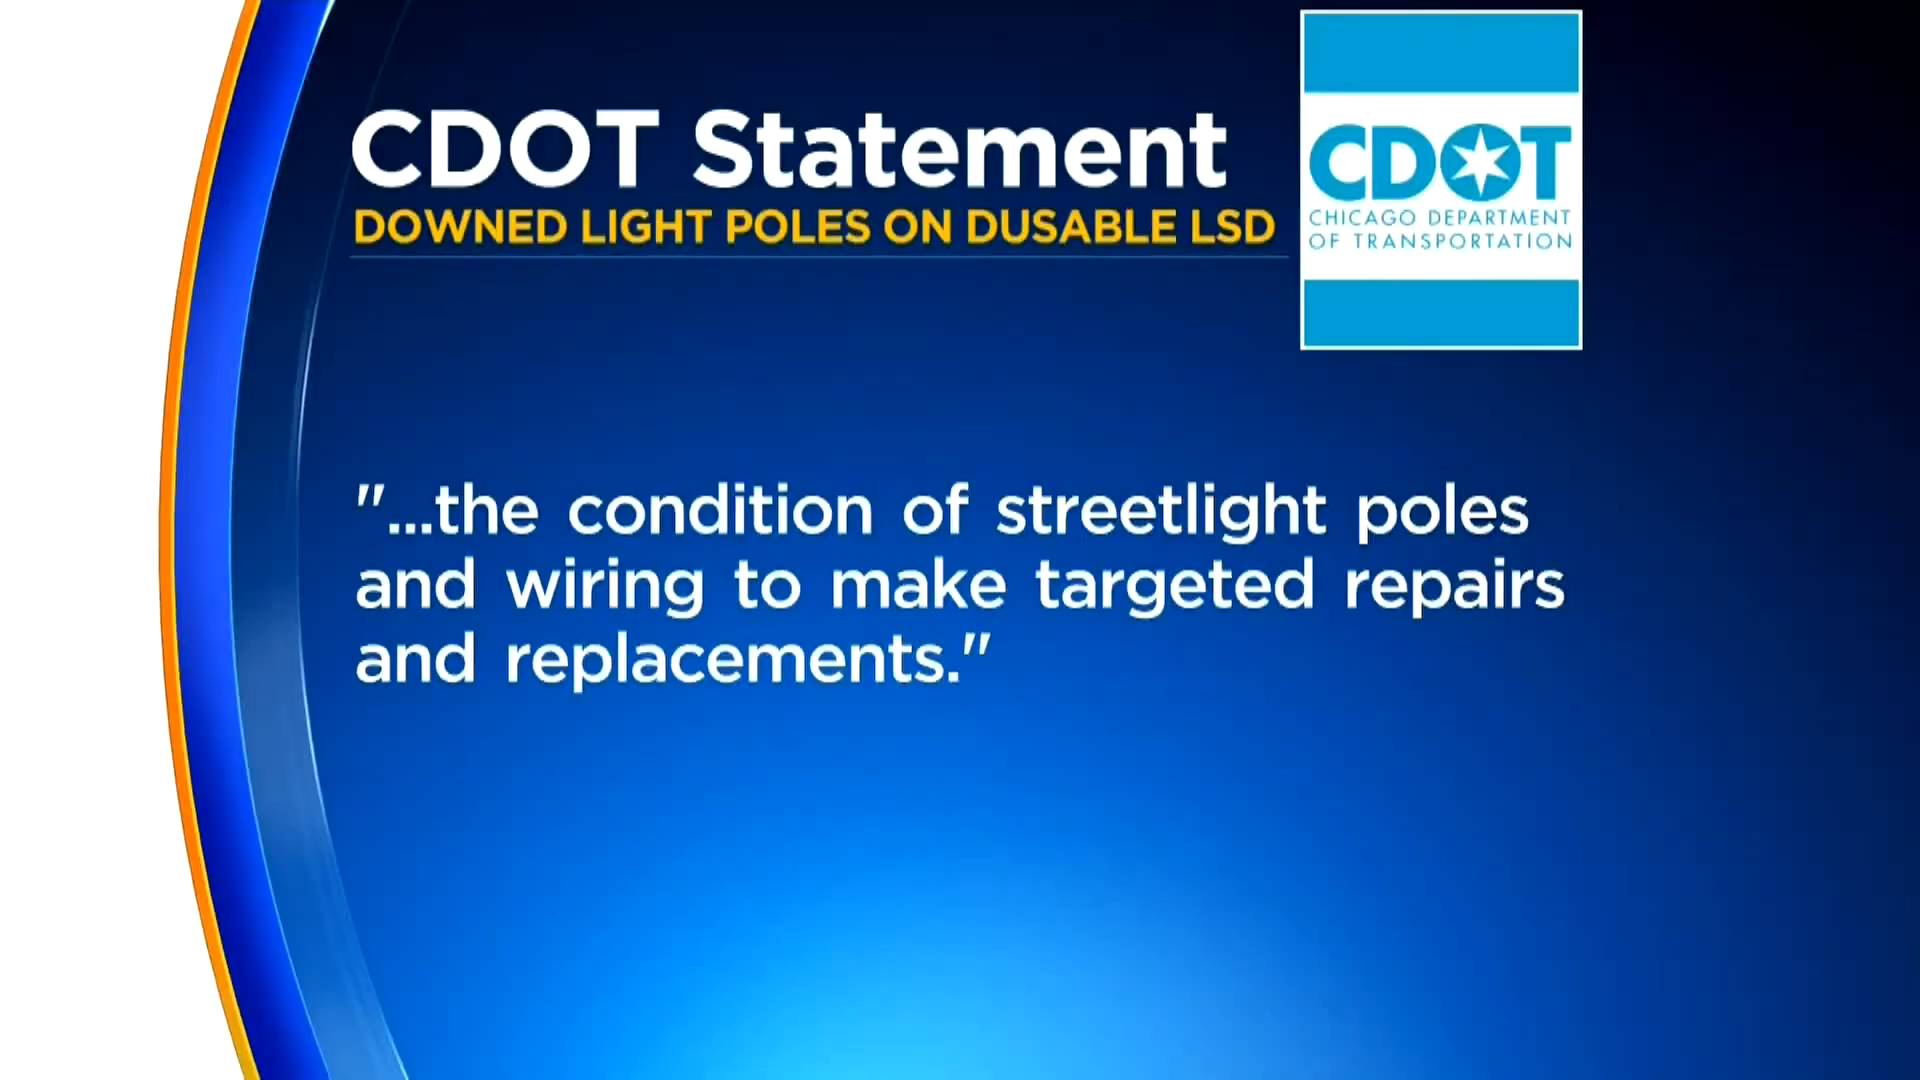 CDOT Statement
DOWNED LIGHT POLES ON DUSABLE LSD
CDOT
CHICAGO DEPARTMENT
OF TRANSPORTATION
"...the condition of streetlight poles
and wiring to make targeted repairs
and replacements."